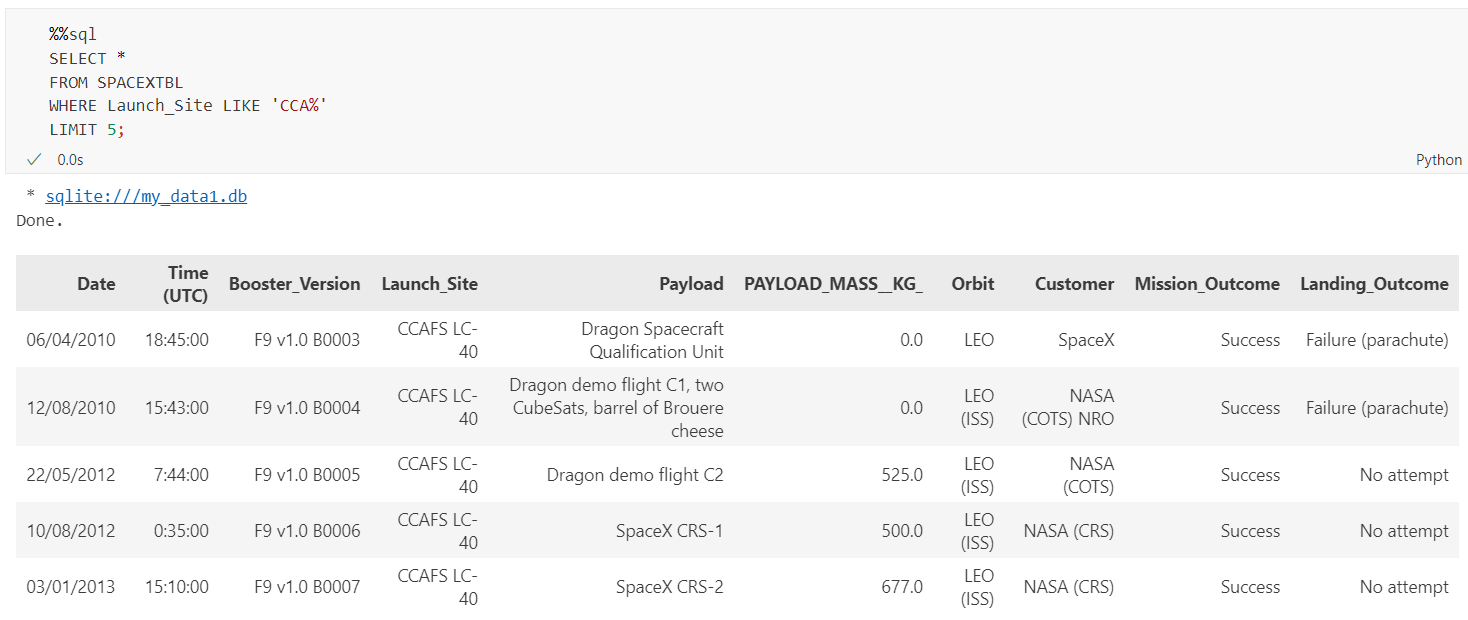 %%sql
SELECT *
FROM SPACEXTBL
WHERE Launch_Site LIKE 'CCA%'
LIMIT 5;
✓ 0.0s Python
* sqlite:///my_data1.db
Done.
Date Time (UTC) Booster_Version Launch_Site Payload PAYLOAD_MASS__KG_ Orbit Customer Mission_Outcome Landing_Outcome
06/04/2010 18:45:00 F9 v1.0 B0003 CCAFS LC-40 Dragon Spacecraft Qualification Unit 0.0 LEO SpaceX Success Failure (parachute)
12/08/2010 15:43:00 F9 v1.0 B0004 CCAFS LC-40 Dragon demo flight C1, two CubeSats, barrel of Brouere cheese 0.0 LEO (ISS) NASA (COTS) NRO Success Failure (parachute)
22/05/2012 7:44:00 F9 v1.0 B0005 CCAFS LC-40 Dragon demo flight C2 525.0 LEO (ISS) NASA (COTS) Success No attempt
10/08/2012 0:35:00 F9 v1.0 B0006 CCAFS LC-40 SpaceX CRS-1 500.0 LEO (ISS) NASA (CRS) Success No attempt
03/01/2013 15:10:00 F9 v1.0 B0007 CCAFS LC-40 SpaceX CRS-2 677.0 LEO (ISS) NASA (CRS) Success No attempt